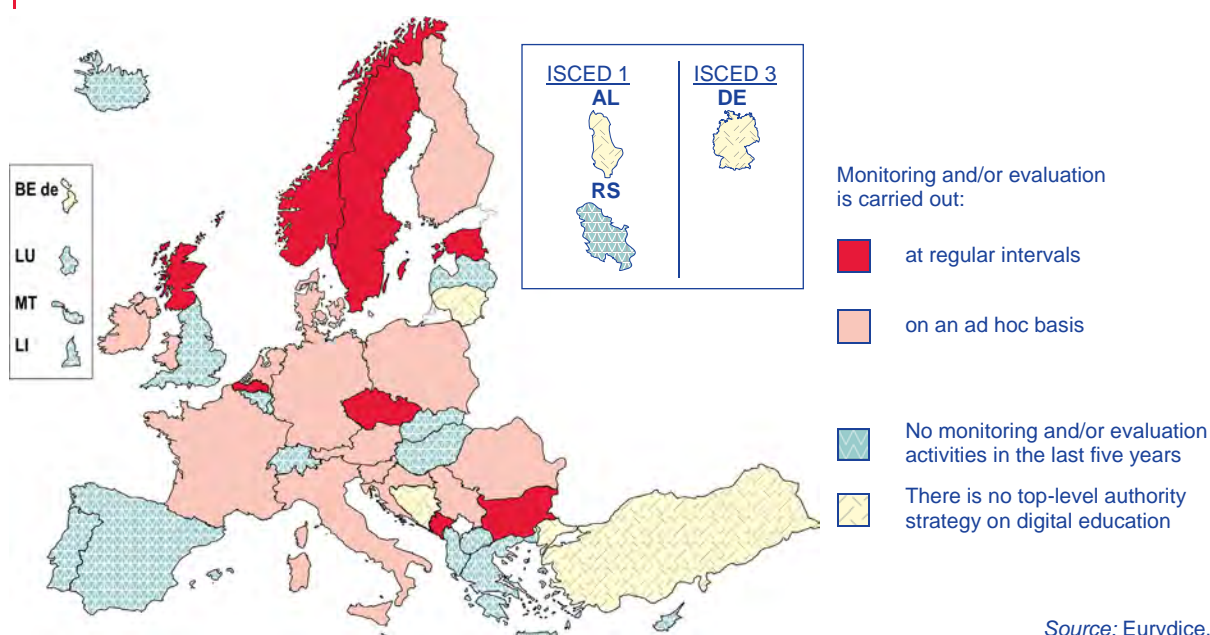 ISCED 1
ISCED 3
AL
DE
RS
BE de
LU
MT
LI
Monitoring and/or evaluation
is carried out:
at regular intervals
on an ad hoc basis
No monitoring and/or evaluation
activities in the last five years
There is no top-level authority
strategy on digital education
Source: Eurydice.